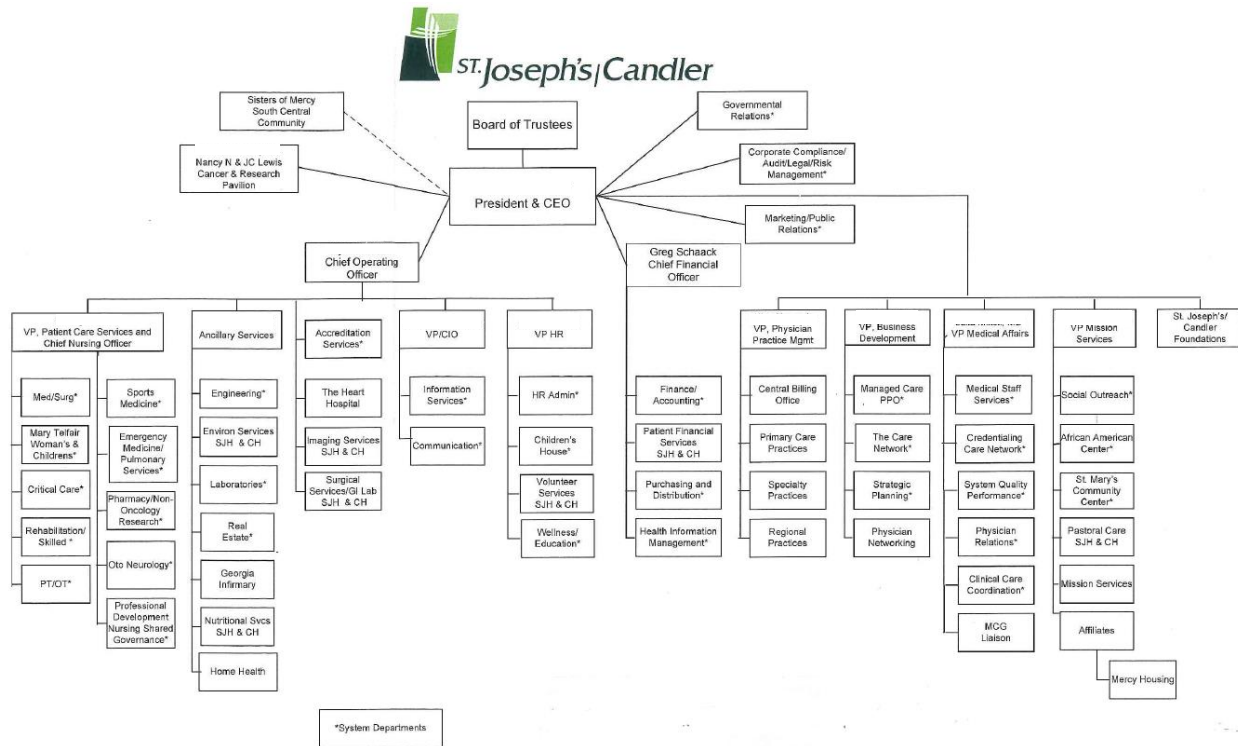 ST. Joseph's/Candler
Sisters of Mercy
South Central
Community
Board of Trustees
Governmental
Relations*
Nancy N & JC Lewis
Cancer & Research
Pavilion
Corporate Compliance/
Audit/Legal/Risk
Management*
President & CEO
Marketing/Public
Relations*
Chief Operating
Officer
Greg Schaack
Chief Financial
Officer
VP, Patient Care Services and
Chief Nursing Officer
Ancillary Services
Accreditation
Services*
VP/CIO
VP HR
VP, Physician
Practice Mgmt
VP, Business
Development
VP Medical Affairs
VP Mission
Services
St. Joseph's/
Candler
Foundations
Med/Surg*
Mary Telfair
Woman's &
Childrens*
Critical Care*
Rehabilitation/
Skilled *
PT/OT*
Sports
Medicine*
Emergency
Medicine/
Pulmonary
Services*
Pharmacy/Non-
Oncology
Research*
Oto Neurology*
Professional
Development
Nursing Shared
Governance*
Engineering*
Environ Services
SJH & CH
Laboratories*
Real
Estate*
Georgia
Infirmary
Nutritional Svcs
SJH & CH
Home Health
The Heart
Hospital
Imaging Services
SJH & CH
Surgical
Services/GI Lab
SJH & CH
Information
Services*
Communication*
HR Admin*
Children's
House*
Volunteer
Services
SJH & CH
Wellness/
Education*
Finance/
Accounting*
Patient Financial
Services
SJH & CH
Purchasing and
Distribution*
Health Information
Management*
Central Billing
Office
Primary Care
Practices
Specialty
Practices
Regional
Practices
Managed Care
PPO*
The Care
Network*
Strategic
Planning*
Physician
Networking
Medical Staff
Services*
Credentialing
Care Network*
System Quality
Performance*
Physician
Relations*
Clinical Care
Coordination*
MCG
Liaison
Social Outreach*
African American
Center*
St. Mary's
Community
Center*
Pastoral Care
SJH & CH
Mission Services
Affiliates
Mercy Housing
*System Departments